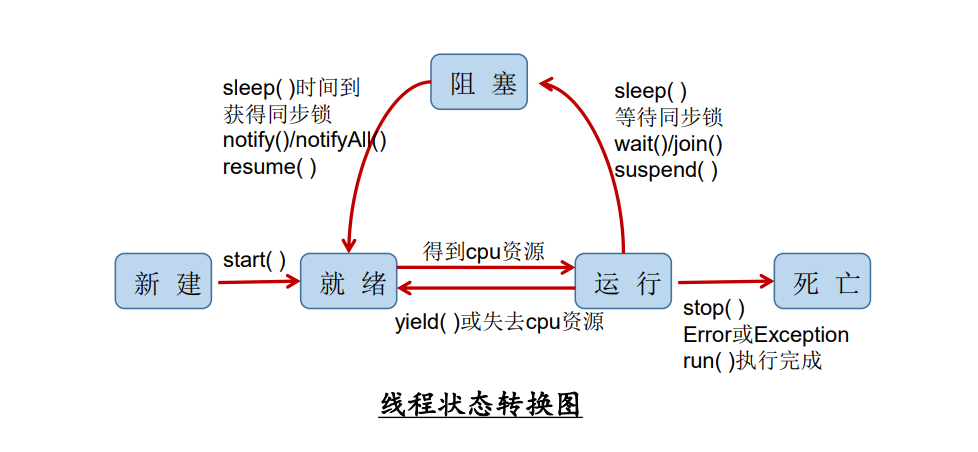 阻 塞
sleep( )时间到
获得同步锁
notify()/notifyAll()
resume( )
sleep( )
等待同步锁
wait()/join()
suspend( )
新 建
start( )
就 绪
得到cpu资源
yield( )或失去cpu资源
运 行
stop( )
Error或Exception
run( )执行完成
死 亡
线程状态转换图